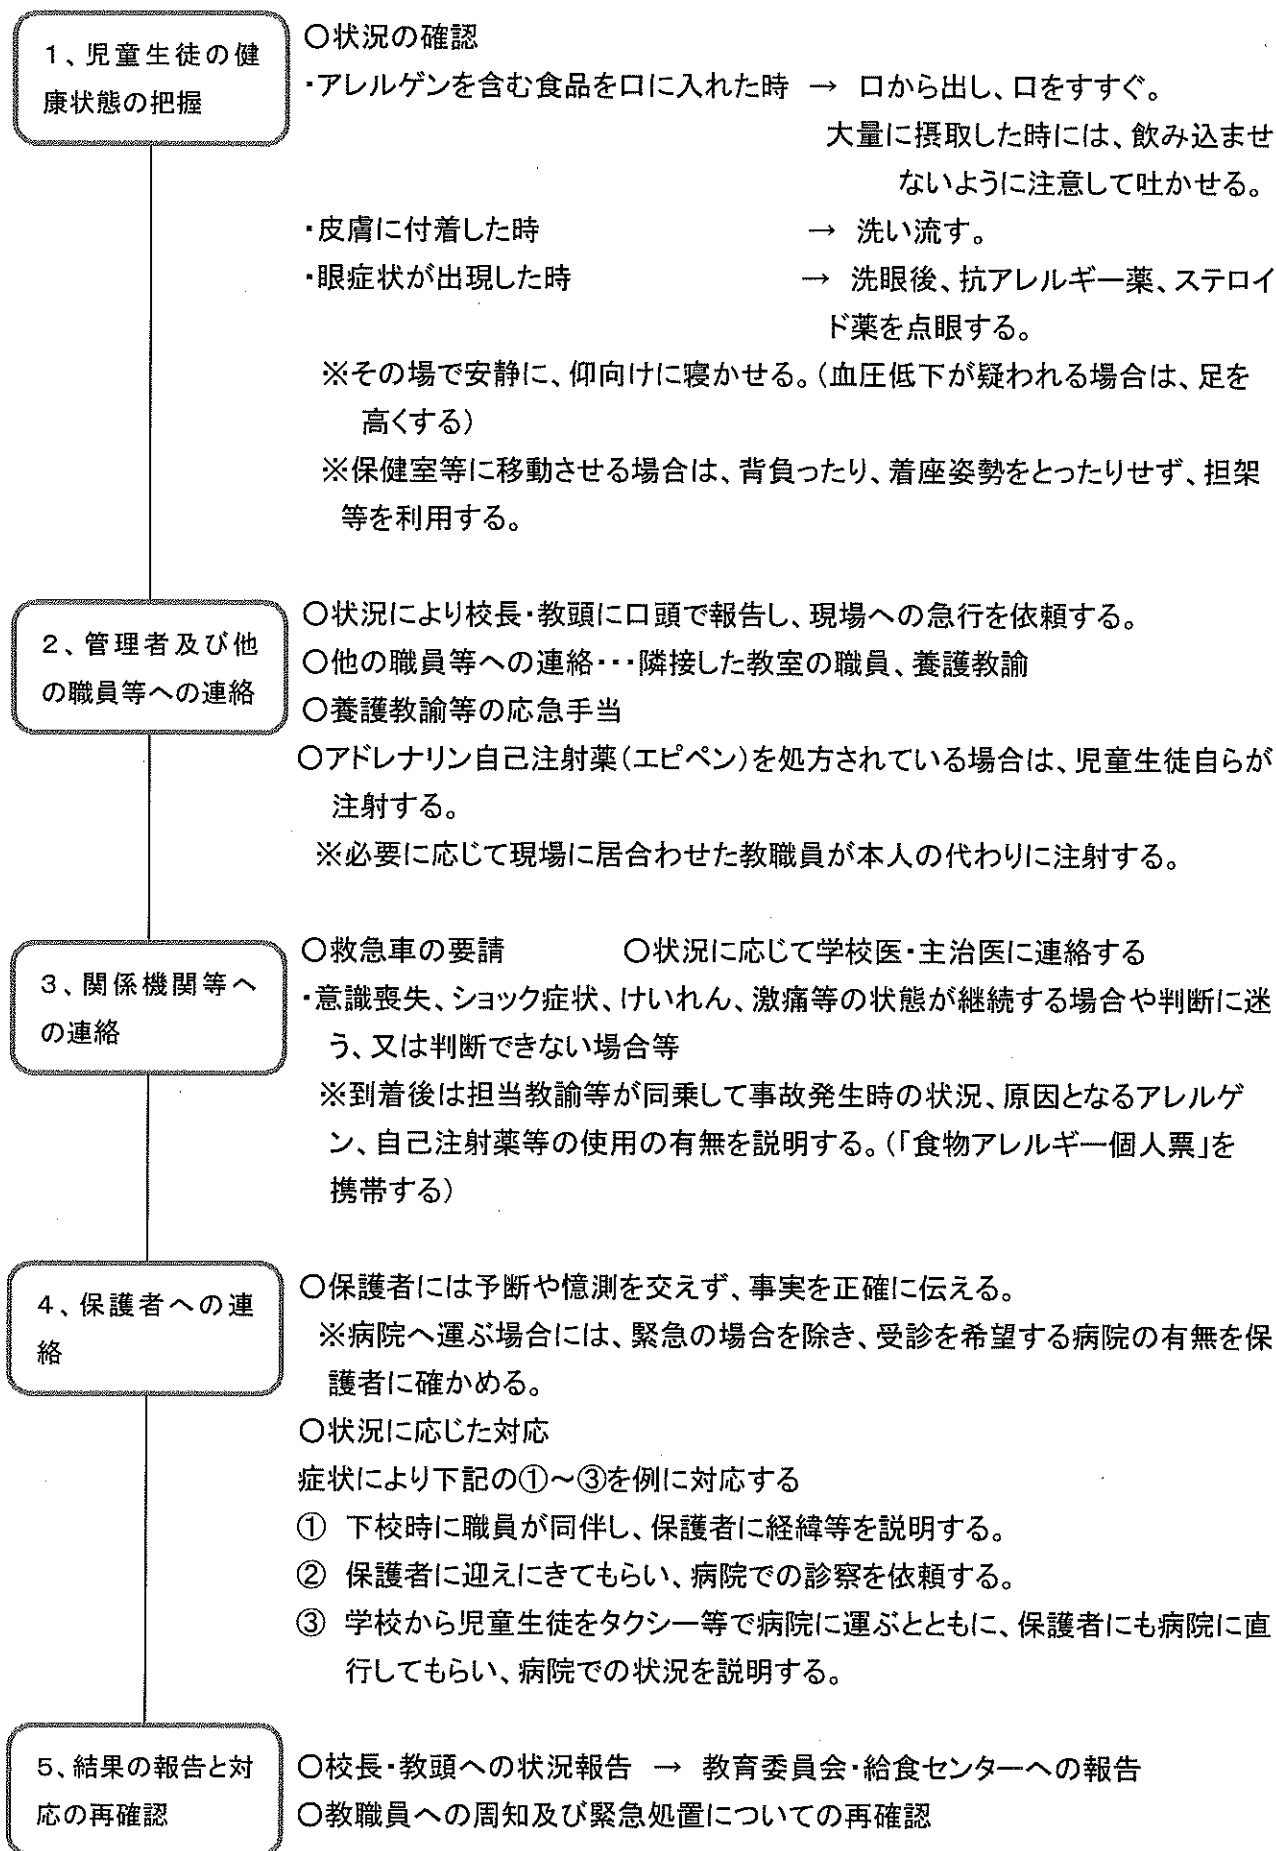 1、児童生徒の健
康状態の把握
〇状況の確認
・アレルゲンを含む食品を口に入れた時 → 口から出し、口をすすぐ。
大量に摂取した時には、飲み込ませ
ないように注意して吐かせる。
・皮膚に付着した時 → 洗い流す。
・眼症状が出現した時 → 洗眼後、抗アレルギー薬、ステロイ
ド薬を点眼する。
※その場で安静に、仰向けに寝かせる。(血圧低下が疑われる場合は、足を
高くする)
※保健室等に移動させる場合は、背負ったり、着座姿勢をとったりせず、担架
等を利用する。
2、管理者及び他
の職員等への連絡
〇状況により校長・教頭に口頭で報告し、現場への急行を依頼する。
〇他の職員等への連絡・・・隣接した教室の職員、養護教諭
〇養護教諭等の応急手当
〇アドレナリン自己注射薬(エピペン)を処方されている場合は、児童生徒自らが
注射する。
※必要に応じて現場に居合わせた教職員が本人の代わりに注射する。
3、関係機関等へ
の連絡
〇救急車の要請 〇状況に応じて学校医・主治医に連絡する
・意識喪失、ショック症状、けいれん、激痛等の状態が継続する場合や判断に迷
う、又は判断できない場合等
※到着後は担当教諭等が同乗して事故発生時の状況、原因となるアレルゲ
ン、自己注射薬等の使用の有無を説明する。(「食物アレルギー個人票」を
携帯する)
4、保護者への連
絡
〇保護者には予断や憶測を交えず、事実を正確に伝える。
※病院へ運ぶ場合には、緊急の場合を除き、受診を希望する病院の有無を保
護者に確かめる。
〇状況に応じた対応
症状により下記の①~③を例に対応する
① 下校時に職員が同伴し、保護者に経緯等を説明する。
② 保護者に迎えにきてもらい、病院での診察を依頼する。
③ 学校から児童生徒をタクシー等で病院に運ぶとともに、保護者にも病院に直
行してもらい、病院での状況を説明する。
5、結果の報告と対
応の再確認
〇校長・教頭への状況報告 → 教育委員会・給食センターへの報告
〇教職員への周知及び緊急処置についての再確認